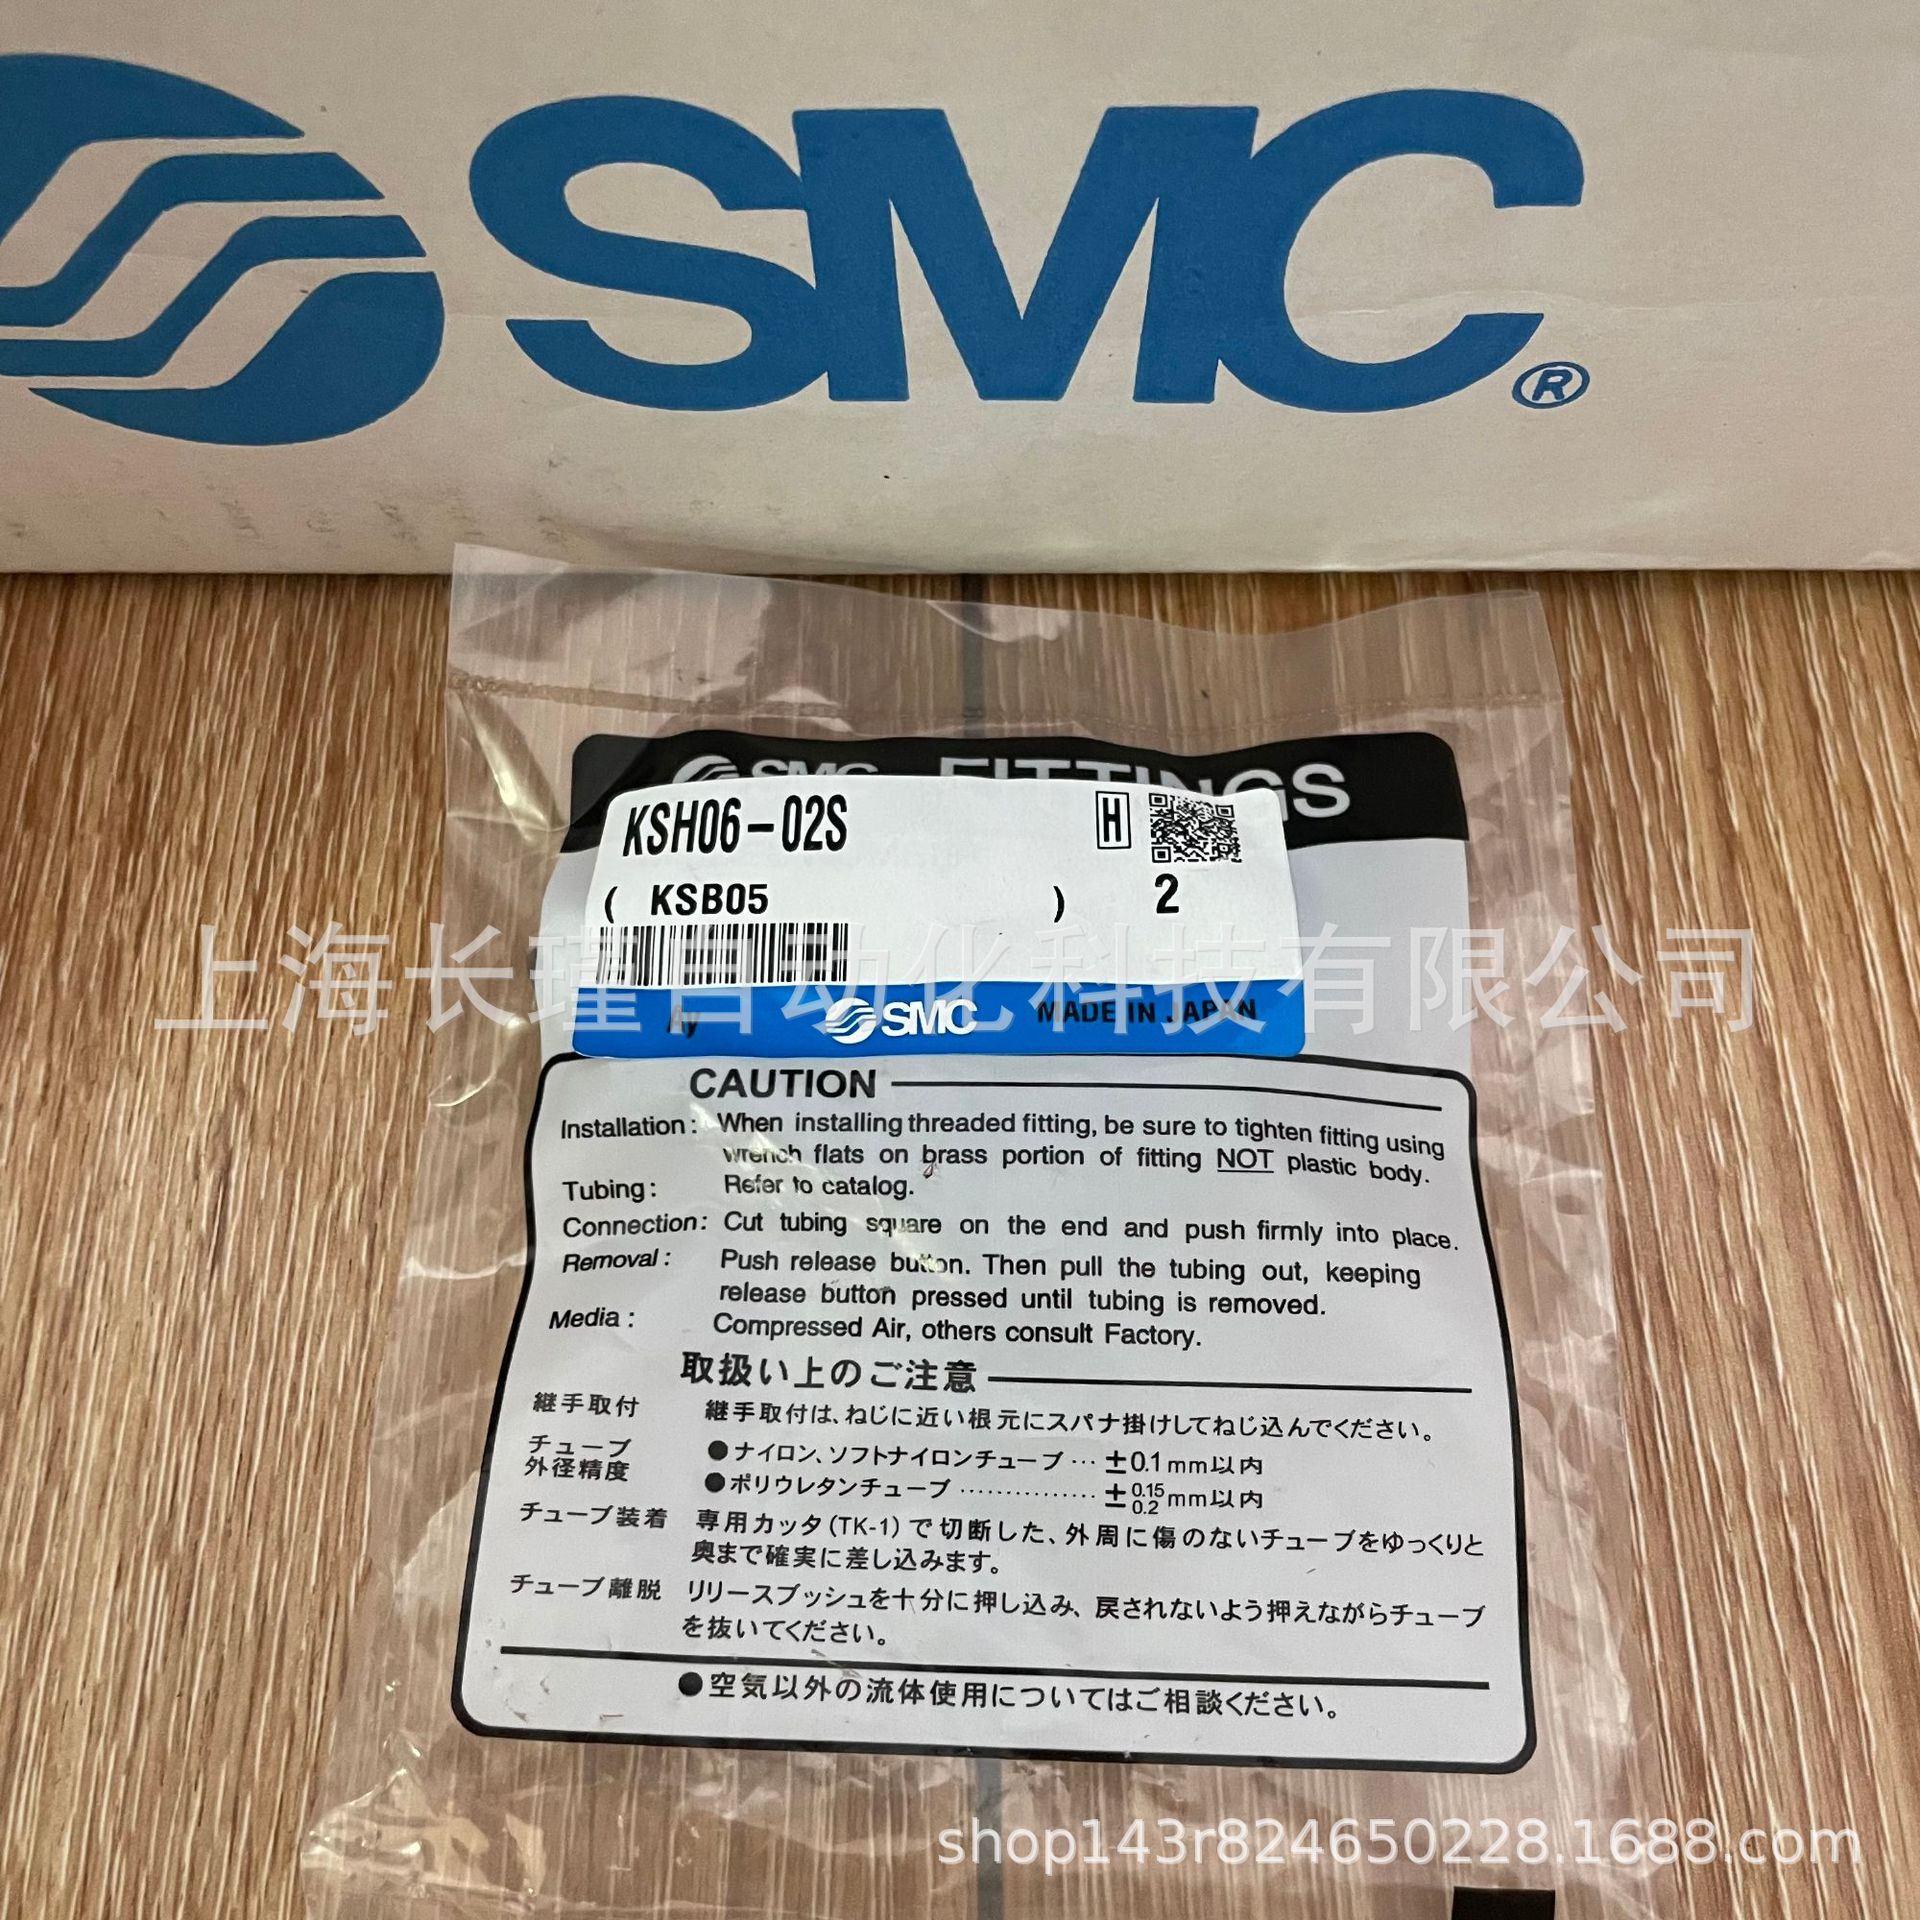 SMC®
SMC FITTINGS
KSH06-02S
H
( KSB05 )
2
上海长瑾自动化科技有限公司
Ay
SMC
MADE IN JAPAN
CAUTION
Installation: When installing threaded fitting, be sure to tighten fitting using
wrench flats on brass portion of fitting NOT plastic body.
Tubing: Refer to catalog.
Connection: Cut tubing square on the end and push firmly into place.
Removal: Push release button. Then pull the tubing out, keeping
release button pressed until tubing is removed.
Media: Compressed Air, others consult Factory.
取扱い上のご注意
継手取付 継手取付は、ねじに近い根元にスパナ掛けしてねじ込んでください。
チューブ
外径精度
●ナイロン、ソフトナイロンチューブ… ±0.1mm以内
●ポリウレタンチューブ…………… ± 0.15 0.2 mm以内
チューブ装着 専用カッタ(TK-1)で切断した、外周に傷のないチューブをゆっくりと
奥まで確実に差し込みます。
チューブ離脱 リリースブッシュを十分に押し込み、戻されないよう押えながらチューブ
を抜いてください。
●空気以外の流体使用についてはご相談ください。
shop143r824650228.1688.com